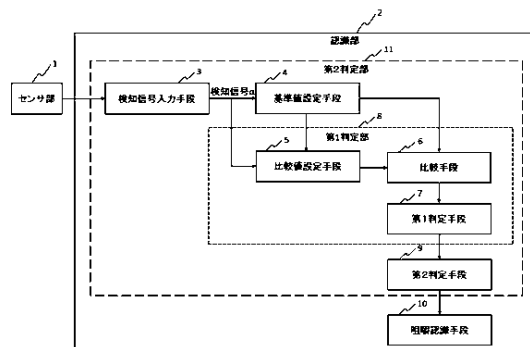 2
認識部
11
第2判定部
1
センサ部
3
検知信号入力手段
検知信号α
4
基準値設定手段
8
第1判定部
5
比較値設定手段
6
比較手段
7
第1判定手段
9
第2判定手段
10
咀嚼認識手段